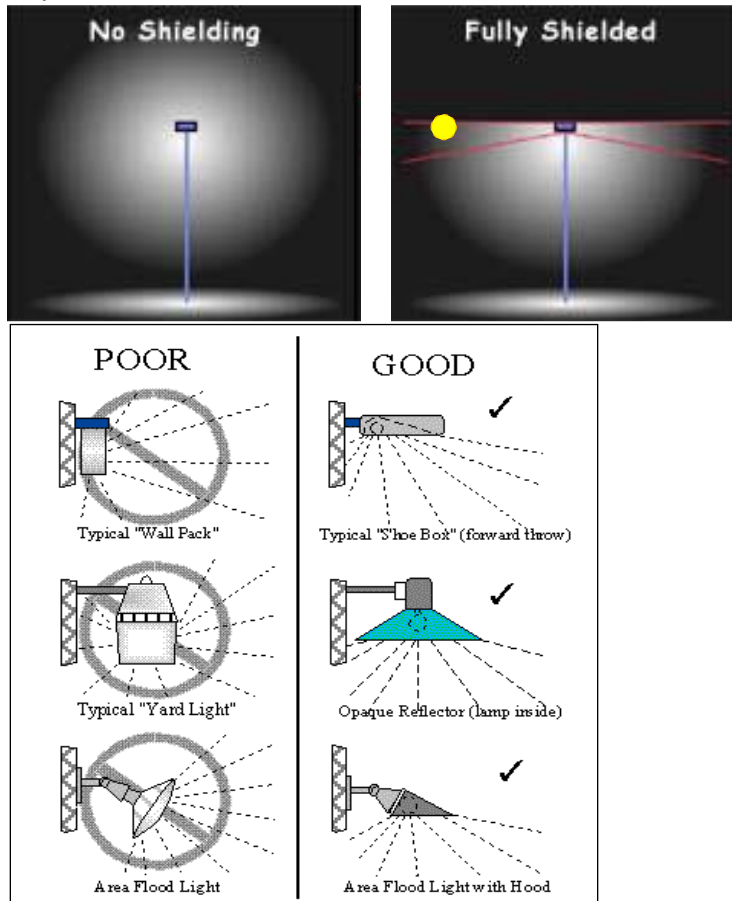 No Shielding
Fully Shielded
POOR
GOOD
Typical "Wall Pack"
Typical "Shoe Box" (forward throw)
Typical "Yard Light"
Opaque Reflector (lamp inside)
Area Flood Light
Area Flood Light with Hood